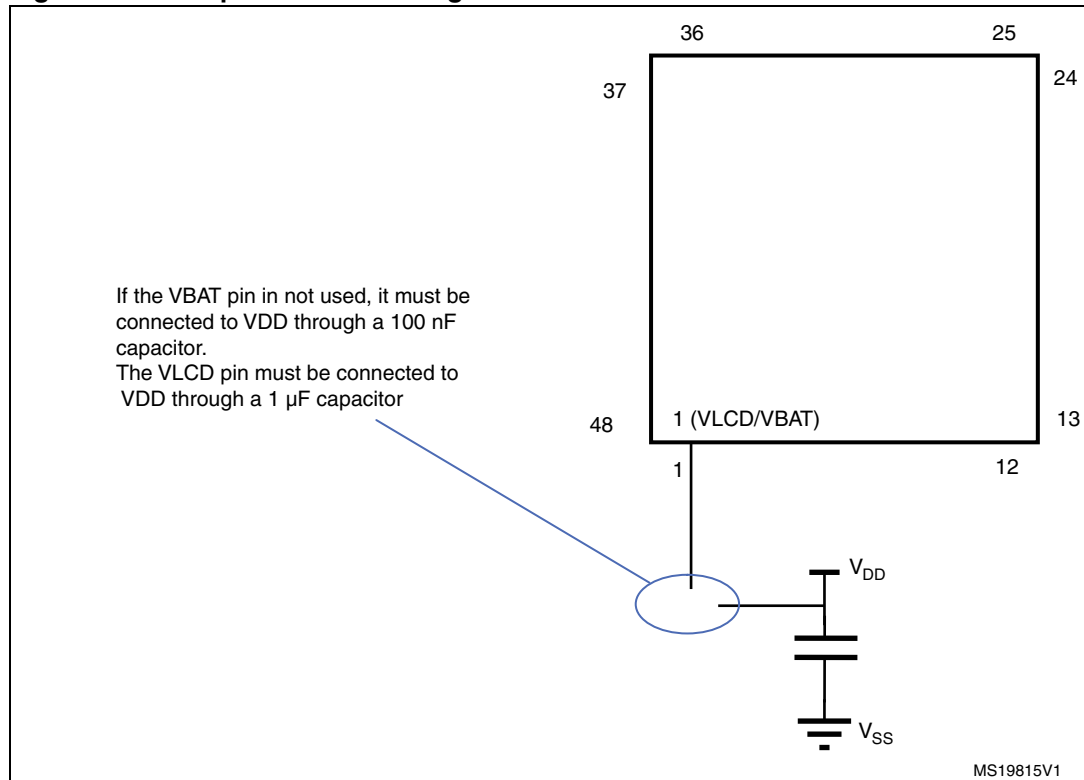 36 25
37 24
If the VBAT pin in not used, it must be
connected to VDD through a 100 nF
capacitor.
The VLCD pin must be connected to
VDD through a 1 µF capacitor
48 1 (VLCD/VBAT) 13
1 12
VDD
VSS
MS19815V1